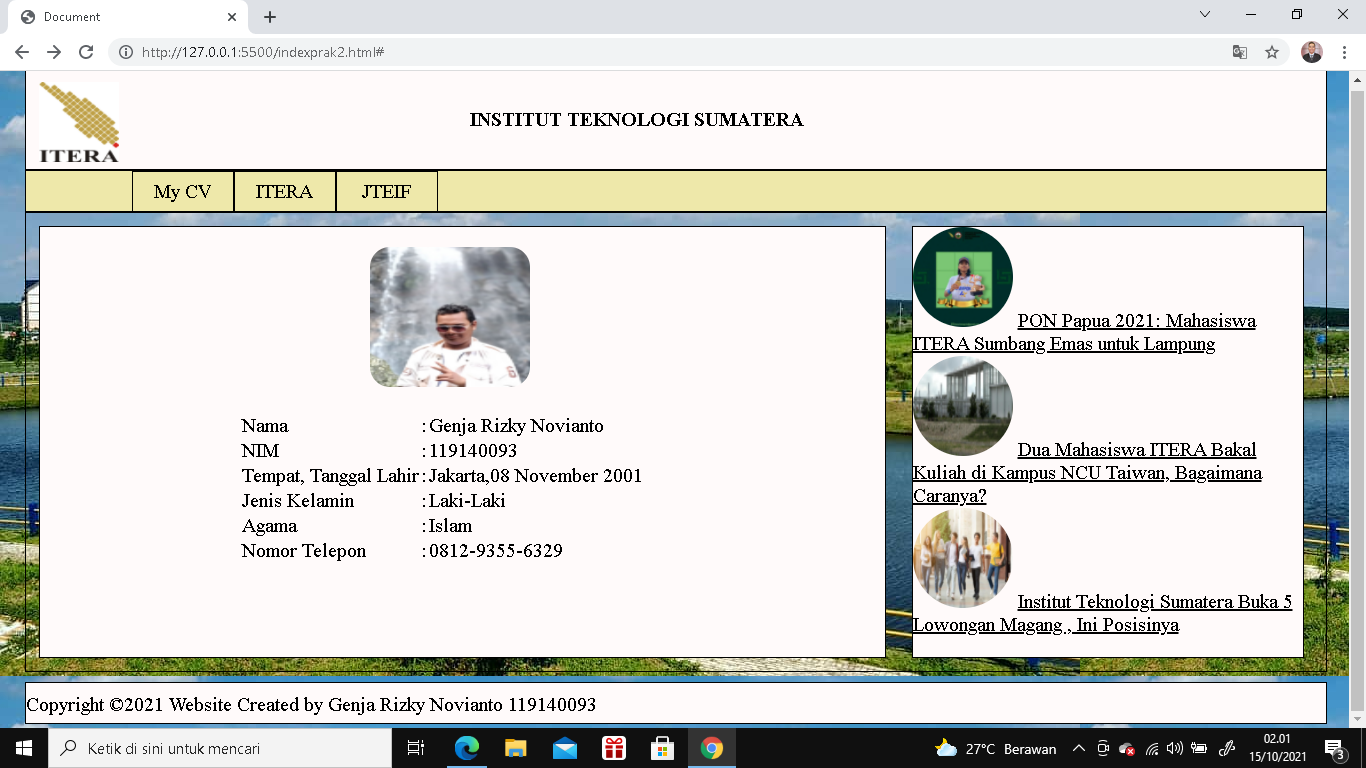 Document
http://127.0.0.1:5500/indexprak2.html#
ITERA
INSTITUT TEKNOLOGI SUMATERA
My CV ITERA JTEIF
Nama : Genja Rizky Novianto
NIM : 119140093
Tempat, Tanggal Lahir : Jakarta,08 November 2001
Jenis Kelamin : Laki-Laki
Agama : Islam
Nomor Telepon : 0812-9355-6329
PON Papua 2021: Mahasiswa
ITERA Sumbang Emas untuk Lampung
Dua Mahasiswa ITERA Bakal
Kuliah di Kampus NCU Taiwan, Bagaimana
Caranya?
Institut Teknologi Sumatera Buka 5
Lowongan Magang , Ini Posisinya
Copyright ©2021 Website Created by Genja Rizky Novianto 119140093
Ketik di sini untuk mencari
27°C Berawan
02.01
15/10/2021
3